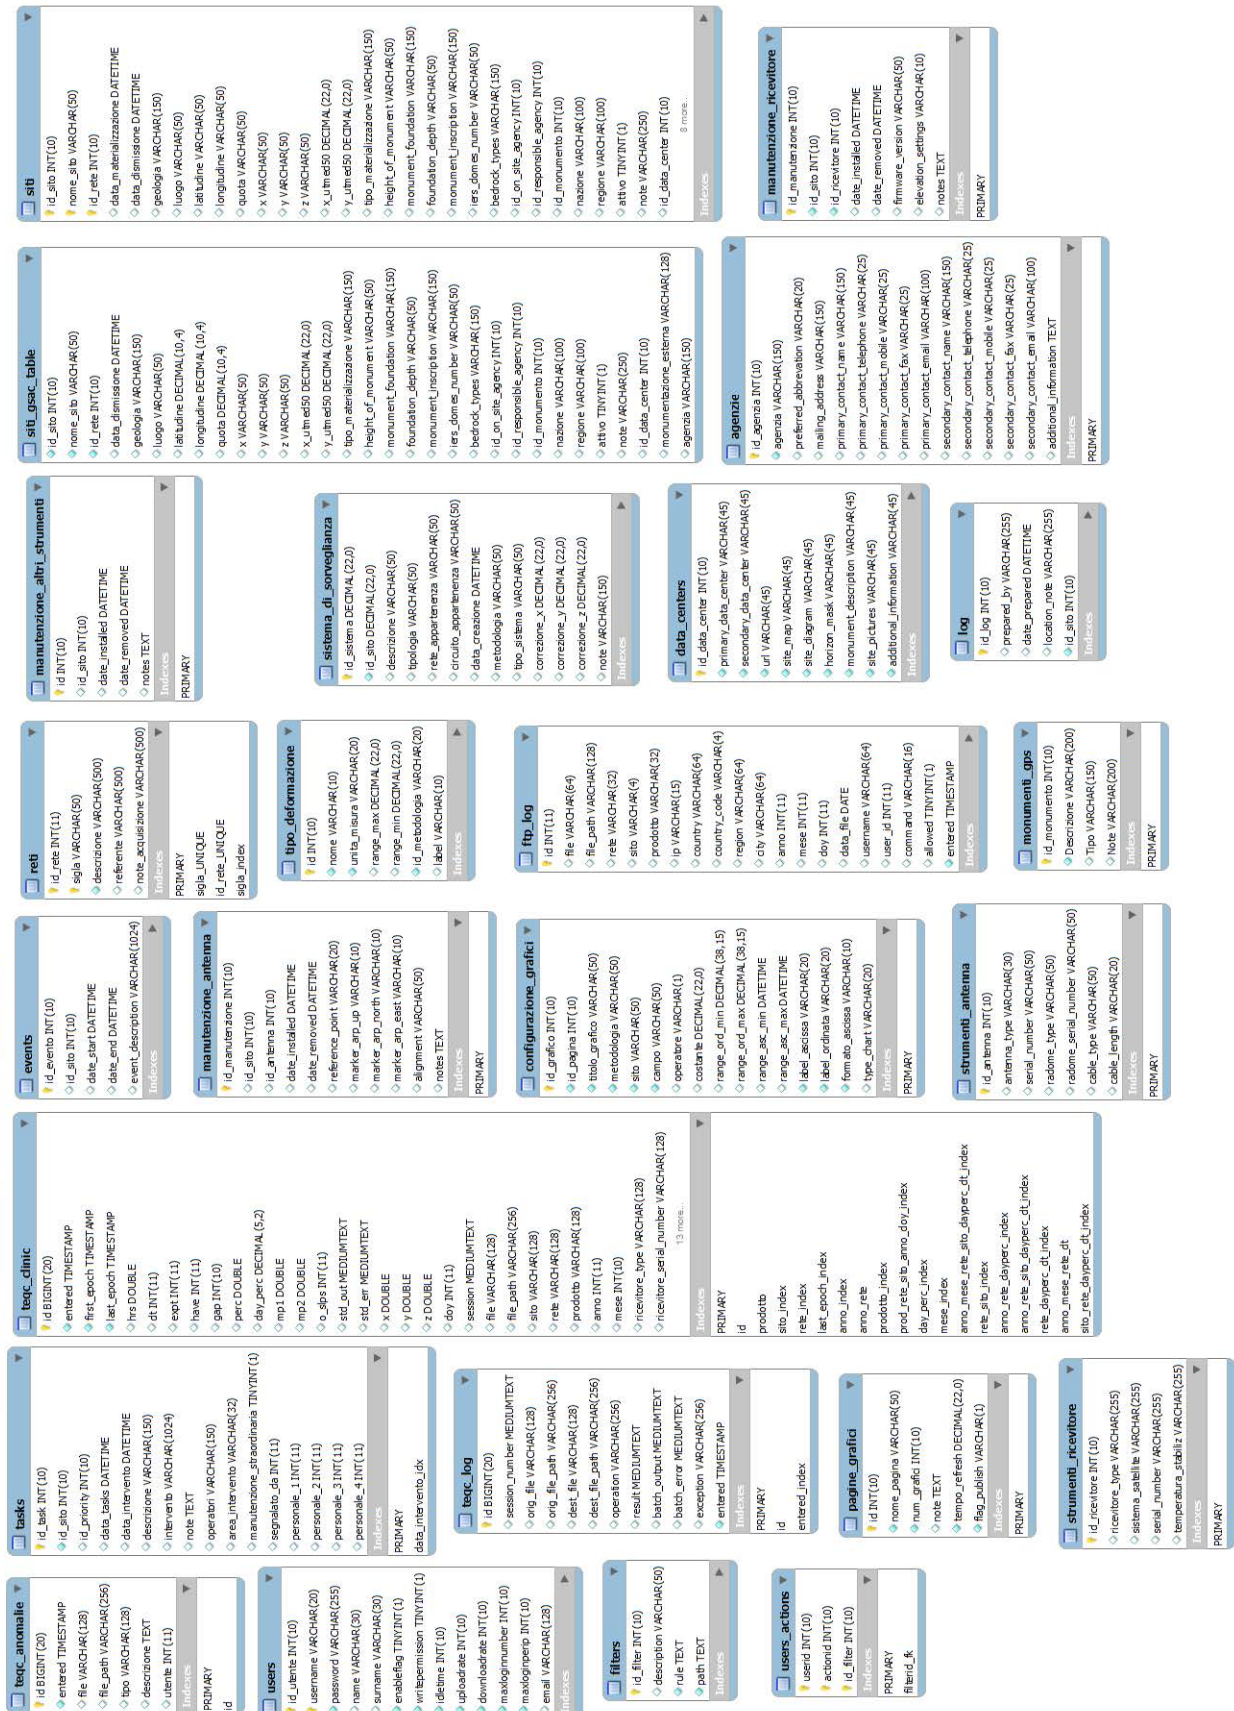 teqc_anomalie
id BIGINT(20)
entered TIMESTAMP
file VARCHAR(128)
file_path VARCHAR(256)
tipo VARCHAR(128)
descrizione TEXT
utente INT(11)
Indexes
PRIMARY
id
users
id_utente INT(10)
username VARCHAR(20)
password VARCHAR(255)
name VARCHAR(30)
surname VARCHAR(30)
enableflag TINYINT(1)
writepermission TINYINT(1)
idletime INT(10)
uploadrate INT(10)
downloadrate INT(10)
maxloginnumber INT(10)
maxloginperip INT(10)
email VARCHAR(128)
Indexes
filters
id_filter INT(10)
description VARCHAR(50)
rule TEXT
path TEXT
Indexes
users_actions
userid INT(10)
actionid INT(10)
id_filter INT(10)
Indexes
PRIMARY
filterid_fk
tasks
id_task INT(10)
id_sito INT(10)
id_priority INT(10)
data_tasks DATETIME
data_intervento DATETIME
descrizione VARCHAR(150)
intervento VARCHAR(1024)
note TEXT
operatori VARCHAR(150)
area_intervento VARCHAR(32)
manutenzione_straordinaria TINYINT(1)
segnalato_da INT(11)
personale_1 INT(11)
personale_2 INT(11)
personale_3 INT(11)
personale_4 INT(11)
Indexes
PRIMARY
data_intervento_idx
teqc_log
id BIGINT(20)
session_number MEDIUMTEXT
orig_file VARCHAR(128)
orig_file_path VARCHAR(256)
dest_file VARCHAR(128)
dest_file_path VARCHAR(256)
operation VARCHAR(256)
result MEDIUMTEXT
batch_output MEDIUMTEXT
batch_error MEDIUMTEXT
exception VARCHAR(256)
entered TIMESTAMP
Indexes
PRIMARY
id
entered_index
pagine_grafici
id INT(10)
nome_pagina VARCHAR(50)
num_grafici INT(10)
note TEXT
tempo_refresh DECIMAL(22,0)
flag_publish VARCHAR(1)
Indexes
PRIMARY
strumenti_ricevitore
id_ricevitore INT(10)
ricevitore_type VARCHAR(255)
sistema_satellite VARCHAR(255)
serial_number VARCHAR(255)
temperatura_stabiliz VARCHAR(255)
Indexes
PRIMARY
teqc_clinic
id BIGINT(20)
entered TIMESTAMP
first_epoch TIMESTAMP
last_epoch TIMESTAMP
hrs DOUBLE
dt INT(11)
expt INT(11)
have INT(11)
gap INT(10)
perc DOUBLE
day_perc DECIMAL(5,2)
mp1 DOUBLE
mp2 DOUBLE
o_slps INT(11)
std_out MEDIUMTEXT
std_err MEDIUMTEXT
x DOUBLE
y DOUBLE
z DOUBLE
doy INT(11)
session MEDIUMTEXT
file VARCHAR(128)
file_path VARCHAR(256)
sito VARCHAR(128)
rete VARCHAR(128)
prodotto VARCHAR(128)
anno INT(11)
mese INT(10)
ricevitore_type VARCHAR(128)
ricevitore_serial_number VARCHAR(128)
13 more...
Indexes
PRIMARY
id
prodotto
sito_index
rete_index
last_epoch_index
anno_index
anno_rete
prodotto_index
prod_rete_sito_anno_doy_index
day_perc_index
mese_index
anno_mese_rete_sito_dayperc_dt_index
rete_sito_index
anno_rete_dayperc_index
anno_rete_sito_dayperc_dt_index
rete_dayperc_dt_index
anno_mese_rete_dt
sito_rete_dayperc_dt_index
events
id_evento INT(10)
id_sito INT(10)
date_start DATETIME
date_end DATETIME
event_description VARCHAR(1024)
Indexes
manutenzione_antenna
id_manutenzione INT(10)
id_sito INT(10)
id_antenna INT(10)
date_installed DATETIME
date_removed DATETIME
reference_point VARCHAR(20)
marker_arp_up VARCHAR(10)
marker_arp_north VARCHAR(10)
marker_arp_east VARCHAR(10)
alignment VARCHAR(50)
notes TEXT
Indexes
PRIMARY
configurazione_grafici
id_grafico INT(10)
id_pagina INT(10)
titolo_grafico VARCHAR(50)
metodologia VARCHAR(50)
sito VARCHAR(50)
campo VARCHAR(50)
operatore VARCHAR(1)
costante DECIMAL(22,0)
range_ord_min DECIMAL(38,15)
range_ord_max DECIMAL(38,15)
range_asc_min DATETIME
range_asc_max DATETIME
label_ascissa VARCHAR(20)
label_ordinata VARCHAR(20)
formato_ascissa VARCHAR(10)
type_chart VARCHAR(20)
Indexes
PRIMARY
strumenti_antenna
id_antenna INT(10)
antenna_type VARCHAR(30)
serial_number VARCHAR(50)
radome_type VARCHAR(50)
radome_serial_number VARCHAR(50)
cable_type VARCHAR(50)
cable_length VARCHAR(20)
Indexes
PRIMARY
reti
id_rete INT(11)
sigla VARCHAR(50)
descrizione VARCHAR(500)
referente VARCHAR(500)
note_acquisizione VARCHAR(500)
Indexes
PRIMARY
sigla_UNIQUE
id_rete_UNIQUE
sigla_index
tipo_deformazione
id INT(10)
nome VARCHAR(10)
unita_misura VARCHAR(20)
range_max DECIMAL(22,0)
range_min DECIMAL(22,0)
id_metodologia VARCHAR(20)
label VARCHAR(10)
Indexes
ftp_log
id INT(11)
file VARCHAR(64)
file_path VARCHAR(128)
rete VARCHAR(32)
sito VARCHAR(4)
prodotto VARCHAR(32)
ip VARCHAR(15)
country VARCHAR(64)
country_code VARCHAR(4)
region VARCHAR(64)
city VARCHAR(64)
anno INT(11)
mese INT(11)
doy INT(11)
data_file DATE
username VARCHAR(64)
user_id INT(11)
command VARCHAR(16)
allowed TINYINT(1)
entered TIMESTAMP
Indexes
monumenti_gps
id_monumento INT(10)
Descrizione VARCHAR(200)
Tipo VARCHAR(150)
Note VARCHAR(200)
Indexes
PRIMARY
manutenzione_altri_strumenti
id INT(10)
id_sito INT(10)
date_installed DATETIME
date_removed DATETIME
notes TEXT
Indexes
PRIMARY
sistema_di_sorveglianza
id_sistema DECIMAL(22,0)
id_sito DECIMAL(22,0)
descrizione VARCHAR(50)
tipologia VARCHAR(50)
rete_appartenenza VARCHAR(50)
circuito_appartenenza VARCHAR(50)
data_creazione DATETIME
metodologia VARCHAR(50)
tipo_sistema VARCHAR(50)
correzione_x DECIMAL(22,0)
correzione_y DECIMAL(22,0)
correzione_z DECIMAL(22,0)
note VARCHAR(150)
Indexes
data_centers
id_data_center INT(10)
primary_data_center VARCHAR(45)
secondary_data_center VARCHAR(45)
url VARCHAR(45)
site_map VARCHAR(45)
site_diagram VARCHAR(45)
horizon_mask VARCHAR(45)
monument_description VARCHAR(45)
site_pictures VARCHAR(45)
additional_information VARCHAR(45)
Indexes
log
id_log INT(10)
prepared_by VARCHAR(255)
date_prepared DATETIME
location_note VARCHAR(255)
id_sito INT(10)
Indexes
siti_gsac_table
id_sito INT(10)
nome_sito VARCHAR(50)
id_rete INT(10)
data_dismissione DATETIME
geologia VARCHAR(150)
luogo VARCHAR(50)
latitudine DECIMAL(10,4)
longitudine DECIMAL(10,4)
quota DECIMAL(10,4)
x VARCHAR(50)
y VARCHAR(50)
z VARCHAR(50)
x_utmed50 DECIMAL(22,0)
y_utmed50 DECIMAL(22,0)
tipo_materializzazione VARCHAR(150)
height_of_monument VARCHAR(50)
monument_foundation VARCHAR(150)
foundation_depth VARCHAR(50)
monument_inscription VARCHAR(150)
iers_domes_number VARCHAR(50)
bedrock_types VARCHAR(150)
id_on_site_agency INT(10)
id_responsible_agency INT(10)
id_monumento INT(10)
nazione VARCHAR(100)
regione VARCHAR(100)
attivo TINYINT(1)
note VARCHAR(250)
id_data_center INT(10)
monumentazione_esterna VARCHAR(128)
agenzia VARCHAR(150)
agenzie
id_agenzia INT(10)
agenzia VARCHAR(150)
preferred_abbrevation VARCHAR(20)
mailing_address VARCHAR(150)
primary_contact_name VARCHAR(150)
primary_contact_telephone VARCHAR(25)
primary_contact_mobile VARCHAR(25)
primary_contact_fax VARCHAR(25)
primary_contact_email VARCHAR(100)
secondary_contact_name VARCHAR(150)
secondary_contact_telephone VARCHAR(25)
secondary_contact_mobile VARCHAR(25)
secondary_contact_fax VARCHAR(25)
secondary_contact_email VARCHAR(100)
additional_information TEXT
Indexes
PRIMARY
siti
id_sito INT(10)
nome_sito VARCHAR(50)
id_rete INT(10)
data_materializzazione DATETIME
data_dismissione DATETIME
geologia VARCHAR(150)
luogo VARCHAR(50)
latitudine VARCHAR(50)
longitudine VARCHAR(50)
quota VARCHAR(50)
x VARCHAR(50)
y VARCHAR(50)
z VARCHAR(50)
x_utmed50 DECIMAL(22,0)
y_utmed50 DECIMAL(22,0)
tipo_materializzazione VARCHAR(150)
height_of_monument VARCHAR(50)
monument_foundation VARCHAR(150)
foundation_depth VARCHAR(50)
monument_inscription VARCHAR(150)
iers_domes_number VARCHAR(50)
bedrock_types VARCHAR(150)
id_on_site_agency INT(10)
id_responsible_agency INT(10)
id_monumento INT(10)
nazione VARCHAR(100)
regione VARCHAR(100)
attivo TINYINT(1)
note VARCHAR(250)
id_data_center INT(10)
8 more...
Indexes
manutenzione_ricevitore
id_manutenzione INT(10)
id_sito INT(10)
id_ricevitore INT(10)
date_installed DATETIME
date_removed DATETIME
firmware_version VARCHAR(50)
elevation_settings VARCHAR(10)
notes TEXT
Indexes
PRIMARY